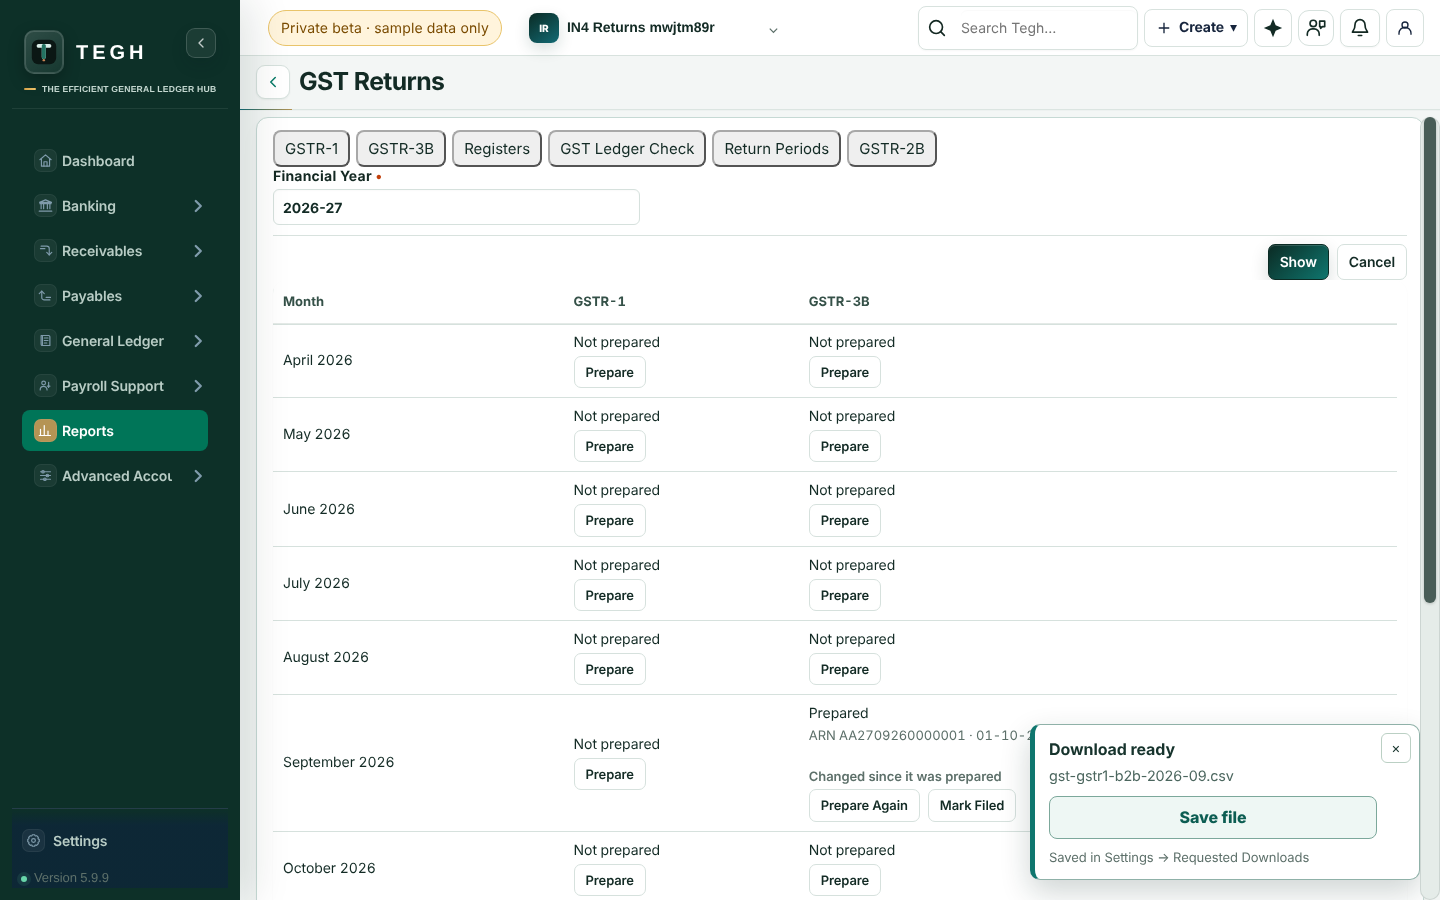 TEGH
THE EFFICIENT GENERAL LEDGER HUB
Dashboard
Banking
Receivables
Payables
General Ledger
Payroll Support
Reports
Advanced Accou
Settings
Version 5.9.9
Private beta · sample data only
IR
IN4 Returns mwjtm89r
Search Tegh...
+ Create ▾
GST Returns
GSTR-1
GSTR-3B
Registers
GST Ledger Check
Return Periods
GSTR-2B
Financial Year •
2026-27
Show
Cancel
Month GSTR-1 GSTR-3B
April 2026
Not prepared
Prepare
Not prepared
Prepare
May 2026
Not prepared
Prepare
Not prepared
Prepare
June 2026
Not prepared
Prepare
Not prepared
Prepare
July 2026
Not prepared
Prepare
Not prepared
Prepare
August 2026
Not prepared
Prepare
Not prepared
Prepare
September 2026
Not prepared
Prepare
Prepared
ARN AA2709260000001 · 01-10-
Changed since it was prepared
Prepare Again
Mark Filed
October 2026
Not prepared
Prepare
Not prepared
Prepare
Download ready
×
gst-gstr1-b2b-2026-09.csv
Save file
Saved in Settings → Requested Downloads